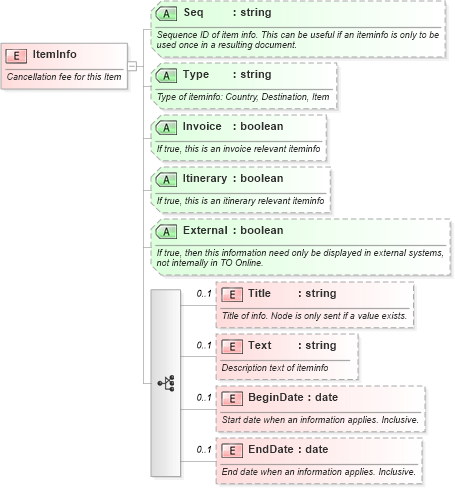 E ItemInfo
Cancellation fee for this Item
A Seq : string
Sequence ID of item info. This can be useful if an iteminfo is only to be
used once in a resulting document.
A Type : string
Type of iteminfo: Country, Destination, Item
A Invoice : boolean
If true, this is an invoice relevant iteminfo
A Itinerary : boolean
If true, this is an itinerary relevant iteminfo
A External : boolean
If true, then this information need only be displayed in external systems,
not internally in TO Online.
0..1 E Title : string
Title of info. Node is only sent if a value exists.
0..1 E Text : string
Description text of iteminfo
0..1 E BeginDate : date
Start date when an information applies. Inclusive.
0..1 E EndDate : date
End date when an information applies. Inclusive.